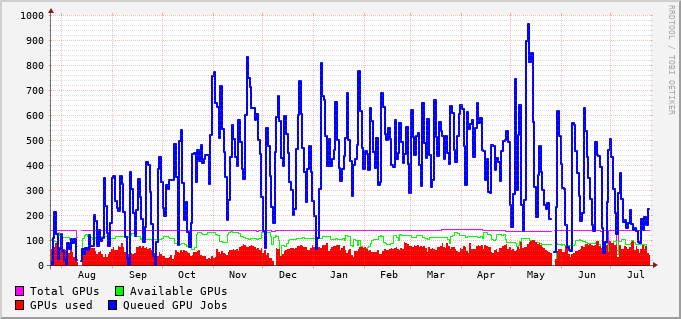 1000
900
800
700
600
500
400
300
200
100
0
Aug Sep Oct Nov Dec Jan Feb Mar Apr May Jun Jul
RRDTOOL / TOBI OETIKER
Total GPUs Available GPUs
GPUs used Queued GPU Jobs